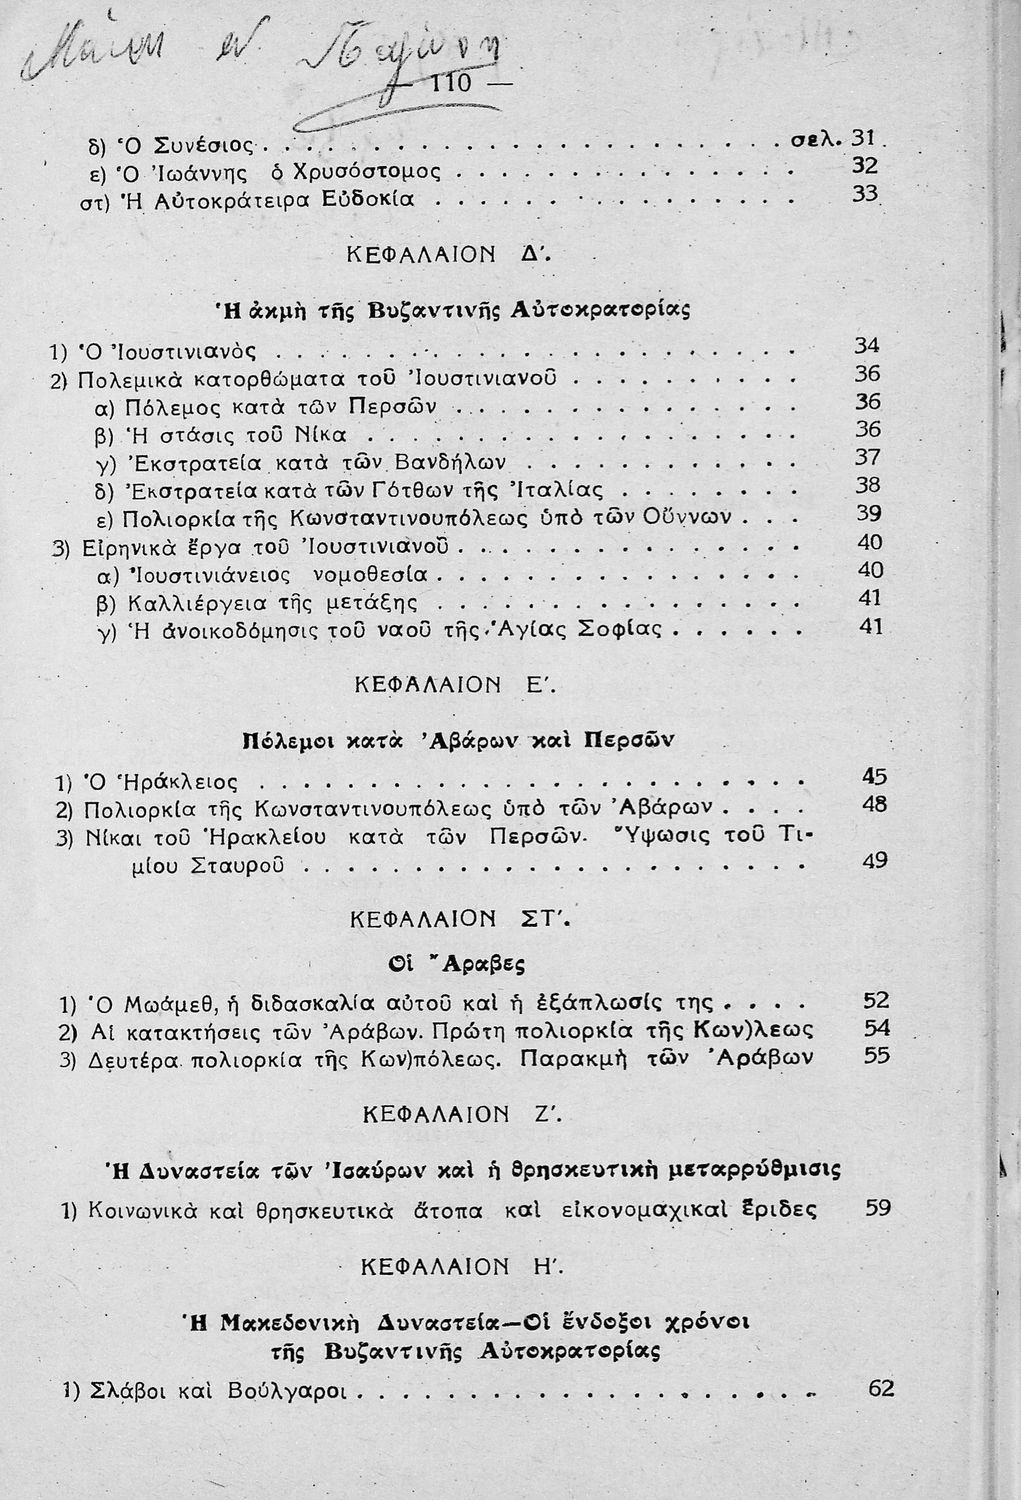 — 110 —
δ) Ὁ Συνέσιος . . . . . . . . . . . . . . . . . . . . . . . σελ. 31
ε) Ὁ Ἰωάννης ὁ Χρυσόστομος . . . . . . . . . . . . . . . 32
στ) Ἡ Αὐτοκράτειρα Εὐδοκία . . . . . . . . . . . . . . . . 33
ΚΕΦΑΛΑΙΟΝ Δ'.
Ἡ ἀκμὴ τῆς Βυζαντινῆς Αὐτοκρατορίας
1) Ὁ Ἰουστινιανὸς . . . . . . . . . . . . . . . . . . . . . . . 34
2) Πολεμικὰ κατορθώματα τοῦ Ἰουστινιανοῦ . . . . . . . . . . 36
α) Πόλεμος κατὰ τῶν Περσῶν . . . . . . . . . . . . . . . 36
β) Ἡ στάσις τοῦ Νίκα . . . . . . . . . . . . . . . . . . . 36
γ) Ἐκστρατεία κατὰ τῶν Βανδήλων . . . . . . . . . . . . 37
δ) Ἐκστρατεία κατὰ τῶν Γότθων τῆς Ἰταλίας . . . . . . . . 38
ε) Πολιορκία τῆς Κωνσταντινουπόλεως ὑπὸ τῶν Οὕννων . . . 39
3) Εἰρηνικὰ ἔργα τοῦ Ἰουστινιανοῦ . . . . . . . . . . . . . . . 40
α) Ἰουστινιάνειος νομοθεσία . . . . . . . . . . . . . . . . 40
β) Καλλιέργεια τῆς μετάξης . . . . . . . . . . . . . . . . 41
γ) Ἡ ἀνοικοδόμησις τοῦ ναοῦ τῆς Ἁγίας Σοφίας . . . . . . 41
ΚΕΦΑΛΑΙΟΝ Ε'.
Πόλεμοι κατὰ Ἀβάρων καὶ Περσῶν
1) Ὁ Ἡράκλειος . . . . . . . . . . . . . . . . . . . . . . . . 45
2) Πολιορκία τῆς Κωνσταντινουπόλεως ὑπὸ τῶν Ἀβάρων . . . . 48
3) Νίκαι τοῦ Ἡρακλείου κατὰ τῶν Περσῶν. Ὕψωσις τοῦ Τι-
μίου Σταυροῦ . . . . . . . . . . . . . . . . . . . . . . 49
ΚΕΦΑΛΑΙΟΝ ΣΤ'.
Οἱ Ἄραβες
1) Ὁ Μωάμεθ, ἡ διδασκαλία αὐτοῦ καὶ ἡ ἐξάπλωσίς της . . . . 52
2) Αἱ κατακτήσεις τῶν Ἀράβων. Πρώτη πολιορκία τῆς Κων)λεως 54
3) Δευτέρα πολιορκία τῆς Κων)πόλεως. Παρακμὴ τῶν Ἀράβων 55
ΚΕΦΑΛΑΙΟΝ Ζ'.
Ἡ Δυναστεία τῶν Ἰσαύρων καὶ ἡ θρησκευτικὴ μεταρρύθμισις
1) Κοινωνικὰ καὶ θρησκευτικὰ ἄτοπα καὶ εἰκονομαχικαὶ ἔριδες 59
ΚΕΦΑΛΑΙΟΝ Η'.
Ἡ Μακεδονικὴ Δυναστεία—Οἱ ἔνδοξοι χρόνοι
τῆς Βυζαντινῆς Αὐτοκρατορίας
1) Σλάβοι καὶ Βούλγαροι . . . . . . . . . . . . . . . . . . . . 62